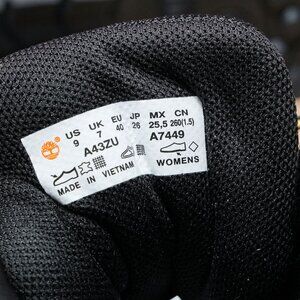 US UK EU JP MX CN
9 7 40 26 25,5 260(1.5)
A43ZU A7449
MADE IN VIETNAM WOMENS